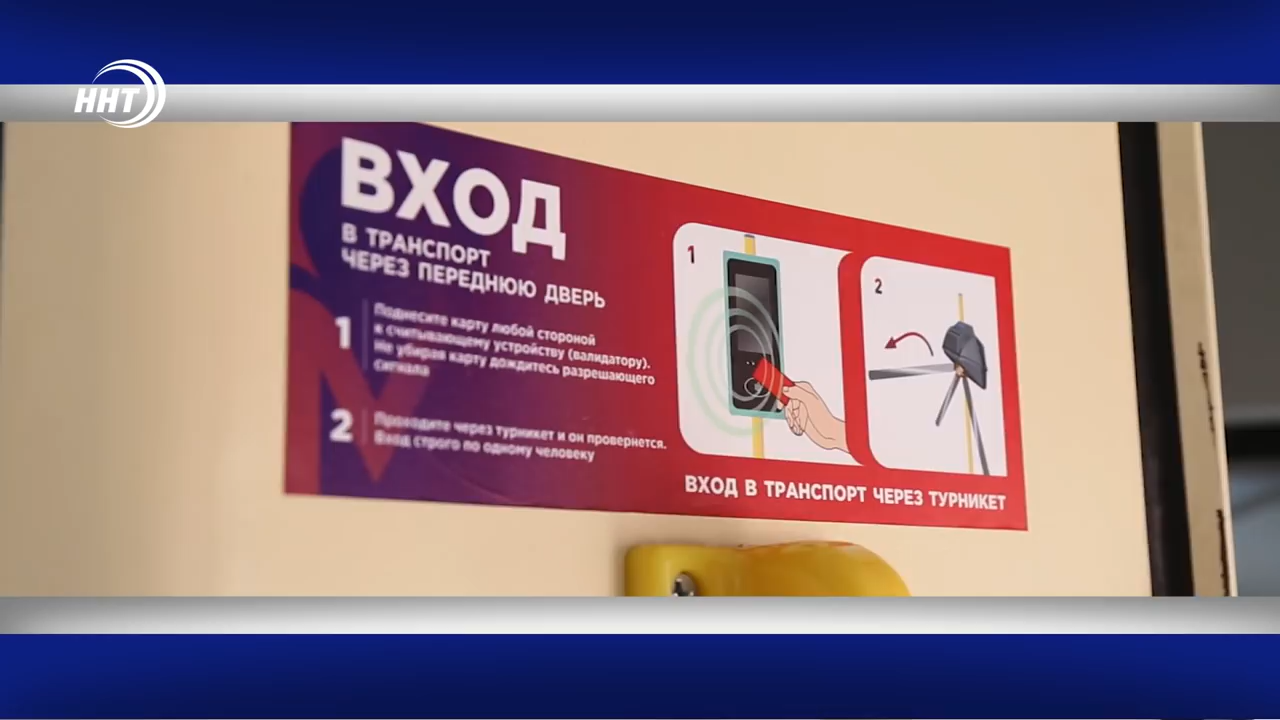 ННТ
ВХОД
В ТРАНСПОРТ
ЧЕРЕЗ ПЕРЕДНЮЮ ДВЕРЬ
1
Поднесите карту любой стороной
к считывающему устройству (валидатору).
Не убирая карту дождитесь разрешающего
сигнала
2
Проходите через турникет и он провернется.
Вход строго по одному человеку
1
2
ВХОД В ТРАНСПОРТ ЧЕРЕЗ ТУРНИКЕТ